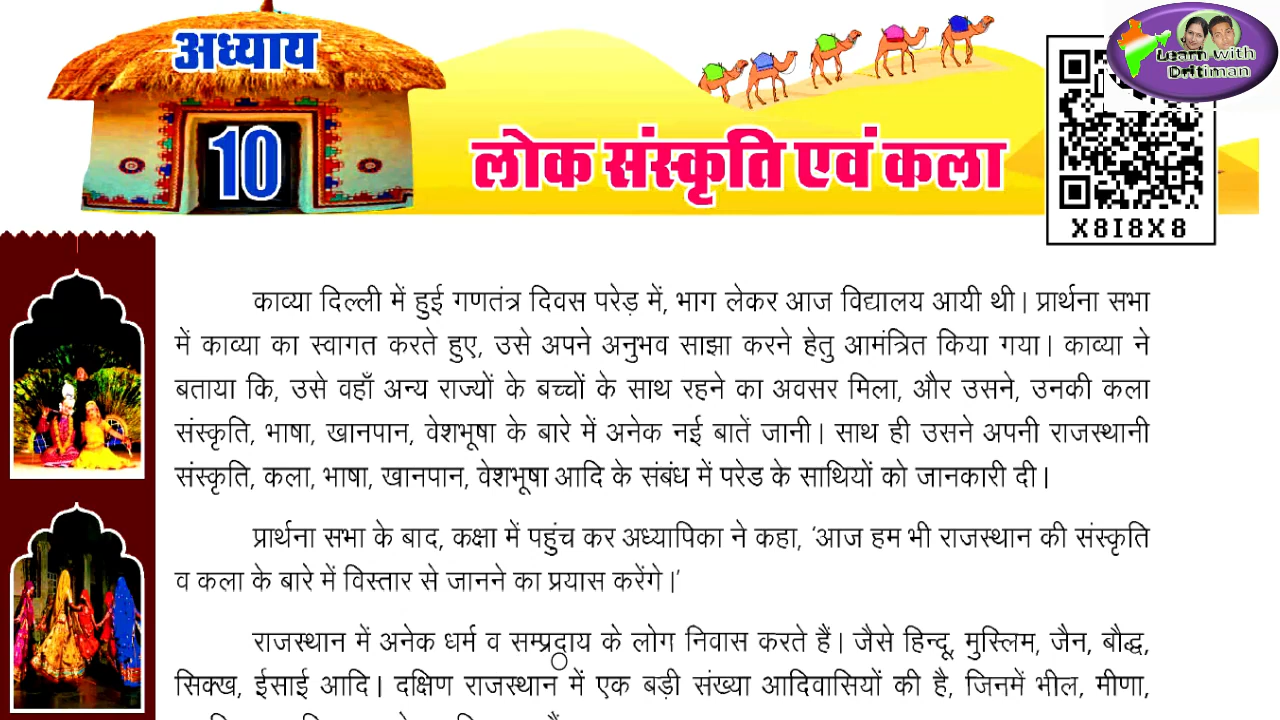 अध्याय
10
लोक संस्कृति एवं कला
Learn with
Dritiman
X8I8X8
काव्या दिल्ली में हुई गणतंत्र दिवस परेड़ में, भाग लेकर आज विद्यालय आयी थी। प्रार्थना सभा
में काव्या का स्वागत करते हुए, उसे अपने अनुभव साझा करने हेतु आमंत्रित किया गया। काव्या ने
बताया कि, उसे वहाँ अन्य राज्यों के बच्चों के साथ रहने का अवसर मिला, और उसने, उनकी कला
संस्कृति, भाषा, खानपान, वेशभूषा के बारे में अनेक नई बातें जानी। साथ ही उसने अपनी राजस्थानी
संस्कृति, कला, भाषा, खानपान, वेशभूषा आदि के संबंध में परेड के साथियों को जानकारी दी।
प्रार्थना सभा के बाद, कक्षा में पहुंच कर अध्यापिका ने कहा, 'आज हम भी राजस्थान की संस्कृति
व कला के बारे में विस्तार से जानने का प्रयास करेंगे।'
राजस्थान में अनेक धर्म व सम्प्रदाय के लोग निवास करते हैं। जैसे हिन्दू, मुस्लिम, जैन, बौद्ध,
सिक्ख, ईसाई आदि। दक्षिण राजस्थान में एक बड़ी संख्या आदिवासियों की है, जिनमें भील, मीणा,